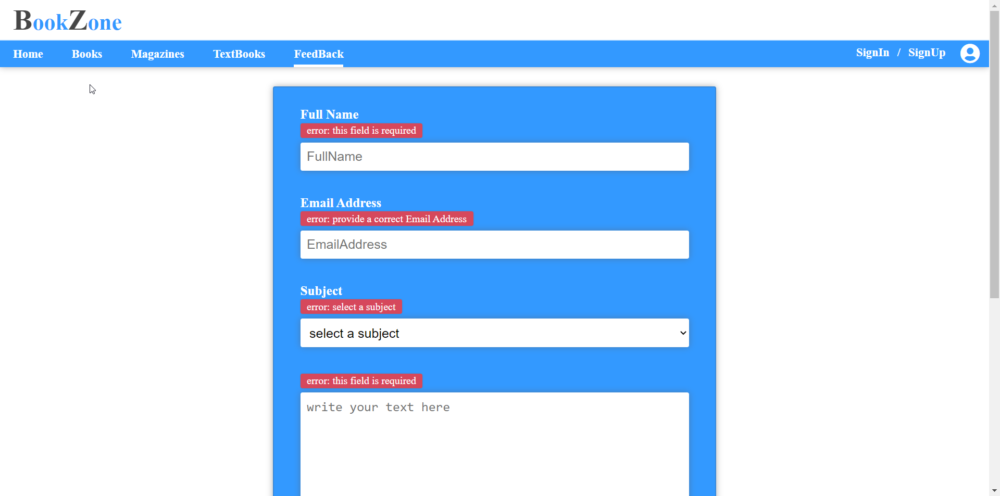 BookZone
Home Books Magazines TextBooks FeedBack SignIn / SignUp
Full Name
error: this field is required
FullName
Email Address
error: provide a correct Email Address
EmailAddress
Subject
error: select a subject
select a subject
error: this field is required
write your text here